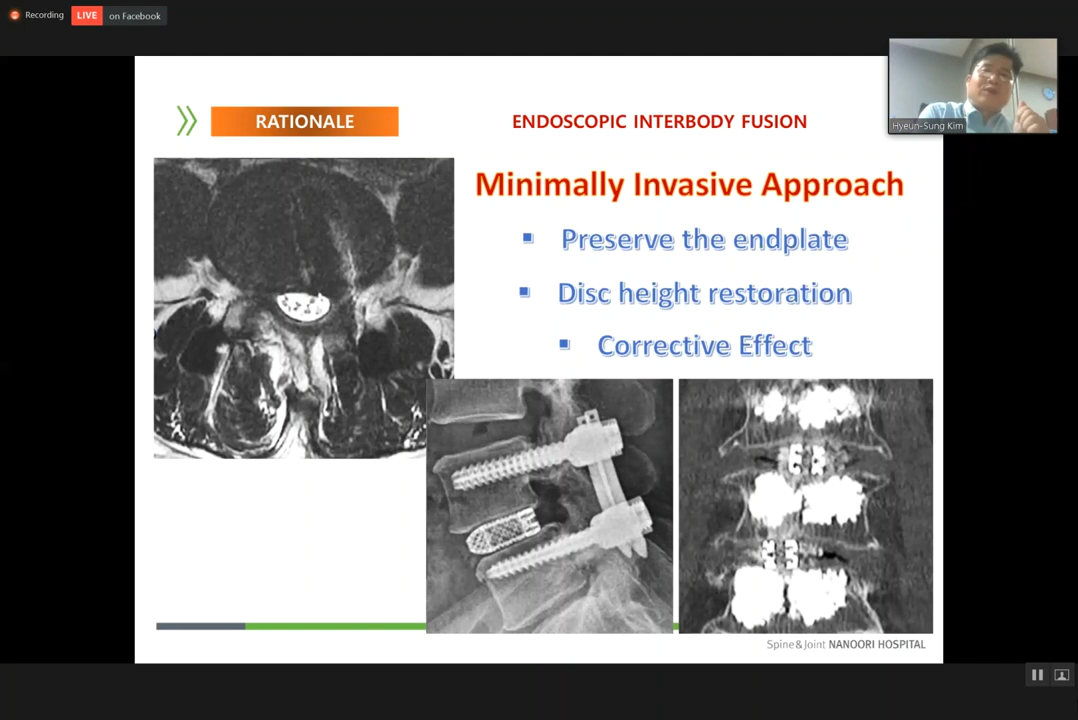 Recording LIVE on Facebook
Hyeun-Sung Kim
RATIONALE
ENDOSCOPIC INTERBODY FUSION
Minimally Invasive Approach
Preserve the endplate
Disc height restoration
Corrective Effect
Spine & Joint NANOORI HOSPITAL